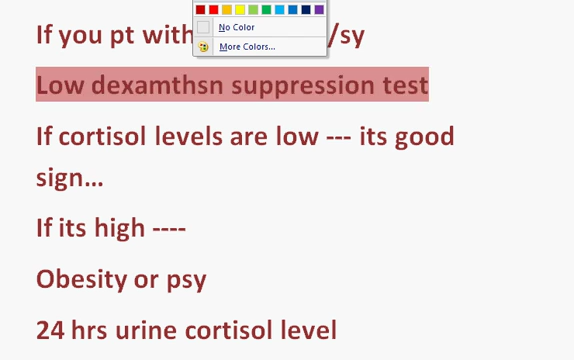 No Color
More Colors...
If you pt with /sy
Low dexamthsn suppression test
If cortisol levels are low --- its good
sign...
If its high ----
Obesity or psy
24 hrs urine cortisol level